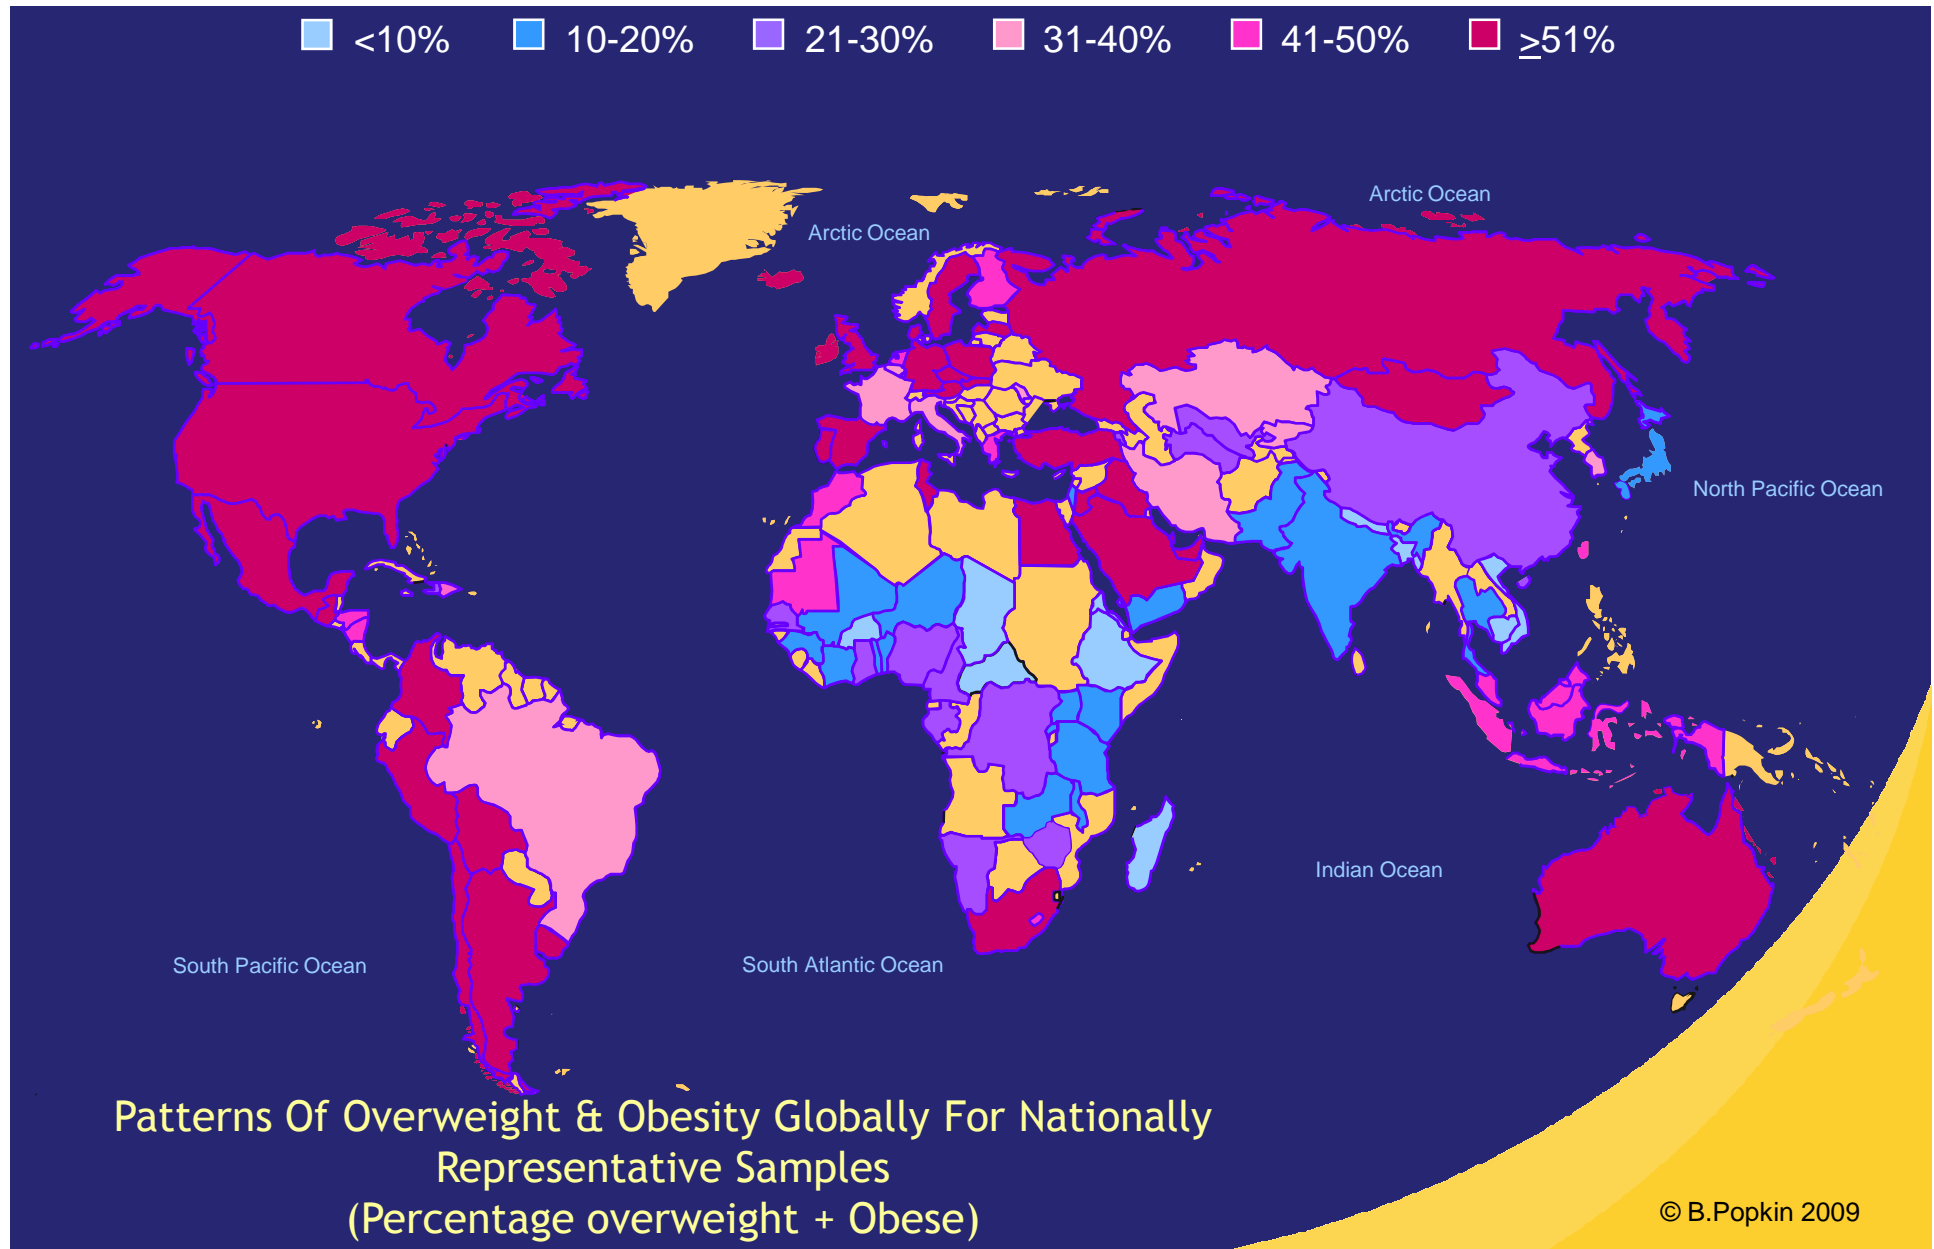 <10% 10-20% 21-30% 31-40% 41-50% ≥51%
Arctic Ocean
Arctic Ocean
North Pacific Ocean
Indian Ocean
South Pacific Ocean
South Atlantic Ocean
Patterns Of Overweight & Obesity Globally For Nationally
Representative Samples
(Percentage overweight + Obese)
© B.Popkin 2009